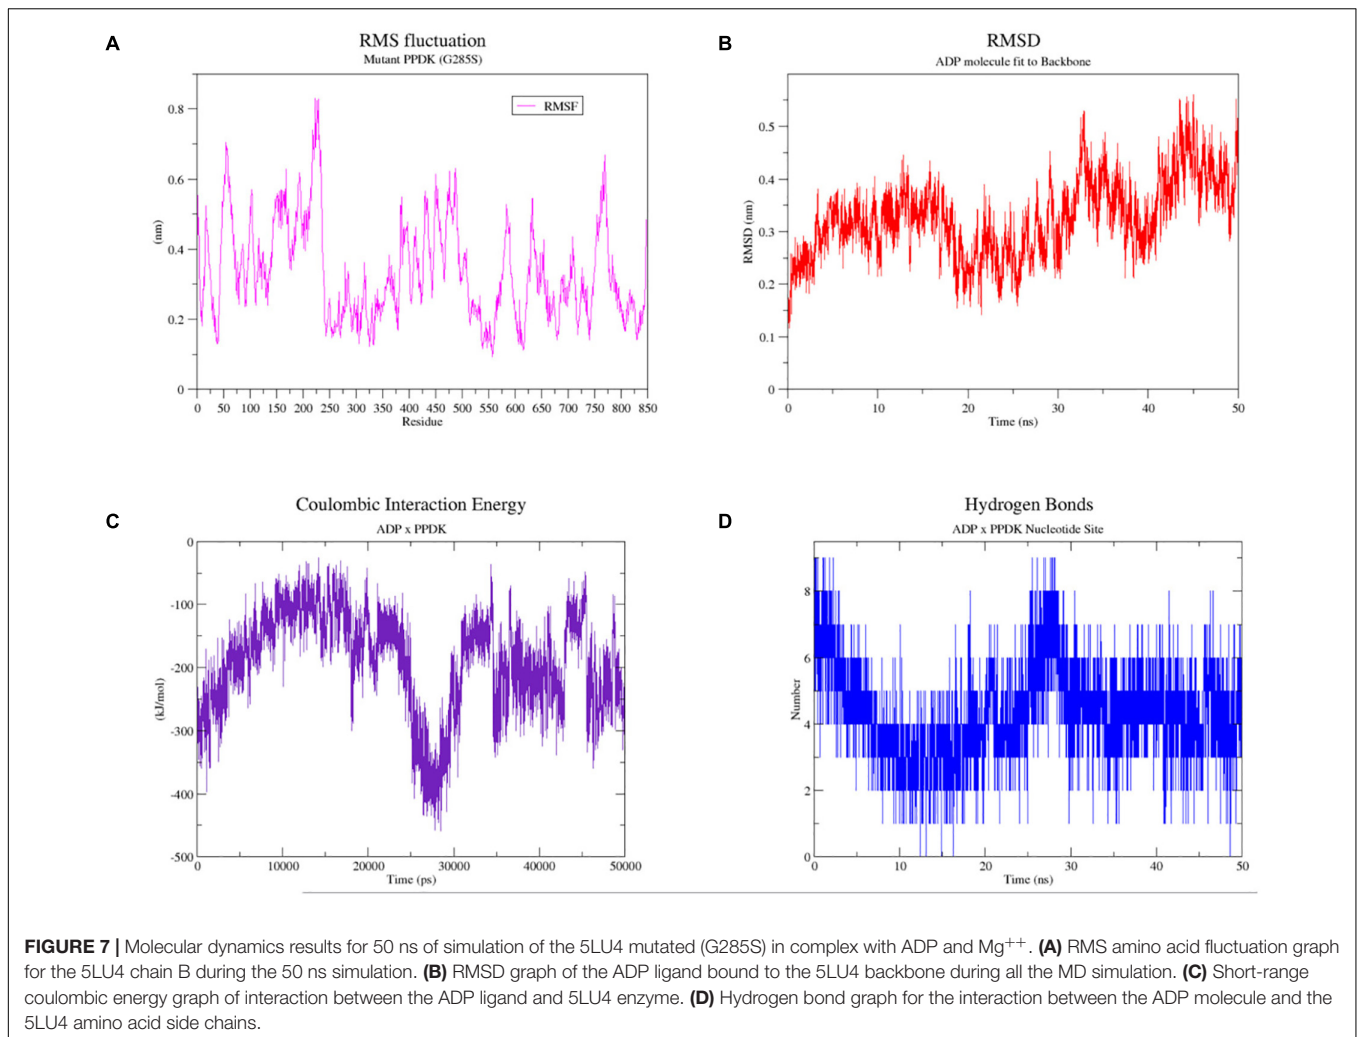 A
RMS fluctuation
Mutant PPDK (G285S)
RMSF
(nm)
0.8
0.6
0.4
0.2
0
0 50 100 150 200 250 300 350 400 450 500 550 600 650 700 750 800 850
Residue
B
RMSD
ADP molecule fit to Backbone
RMSD (nm)
0.5
0.4
0.3
0.2
0.1
0
0 10 20 30 40 50
Time (ns)
C
Coulombic Interaction Energy
ADP x PPDK
(kJ/mol)
0
-100
-200
-300
-400
-500
0 10000 20000 30000 40000 50000
Time (ps)
D
Hydrogen Bonds
ADP x PPDK Nucleotide Site
Number
8
6
4
2
0
0 10 20 30 40 50
Time (ns)
FIGURE 7 | Molecular dynamics results for 50 ns of simulation of the 5LU4 mutated (G285S) in complex with ADP and Mg++. (A) RMS amino acid fluctuation graph
for the 5LU4 chain B during the 50 ns simulation. (B) RMSD graph of the ADP ligand bound to the 5LU4 backbone during all the MD simulation. (C) Short-range
coulombic energy graph of interaction between the ADP ligand and 5LU4 enzyme. (D) Hydrogen bond graph for the interaction between the ADP molecule and the
5LU4 amino acid side chains.